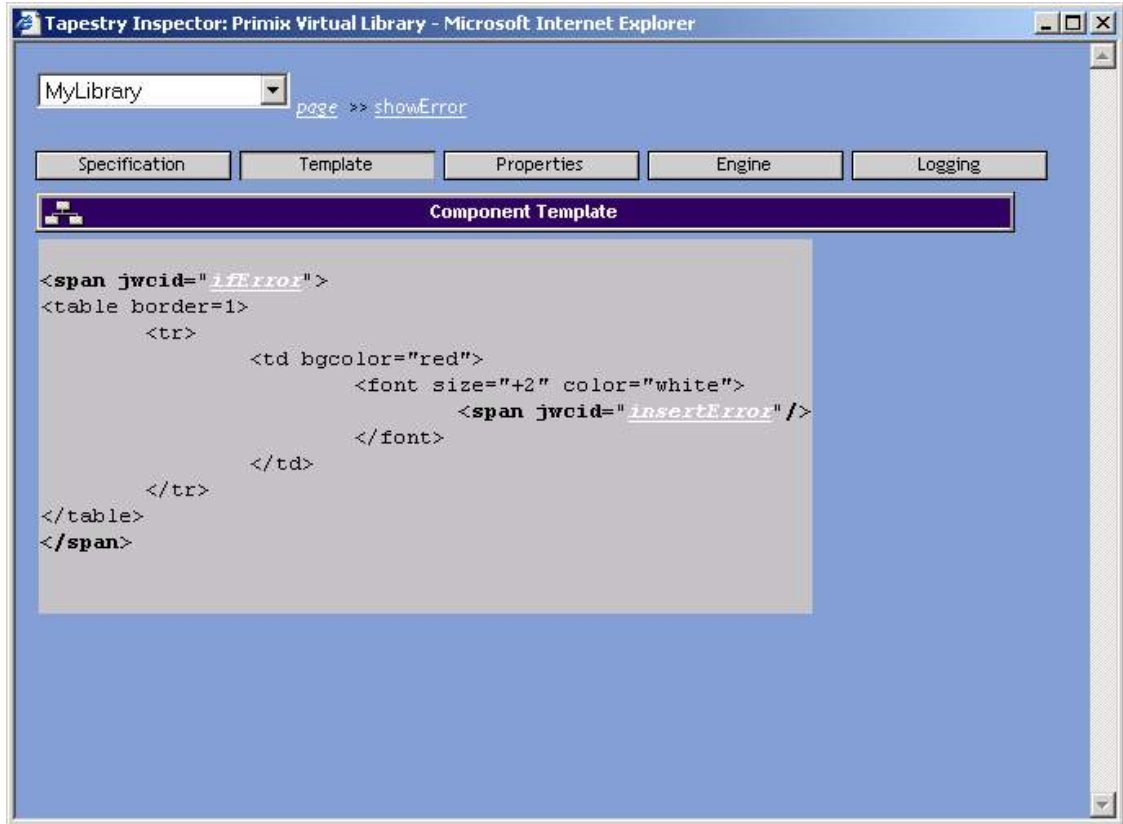 Tapestry Inspector: Primix Virtual Library - Microsoft Internet Explorer
MyLibrary
page >> showError
Specification Template Properties Engine Logging
Component Template
<span jwcid="ifError">
<table border=1>
<tr>
<td bgcolor="red">
<font size="+2" color="white">
<span jwcid="insertError"/>
</font>
</td>
</tr>
</table>
</span>